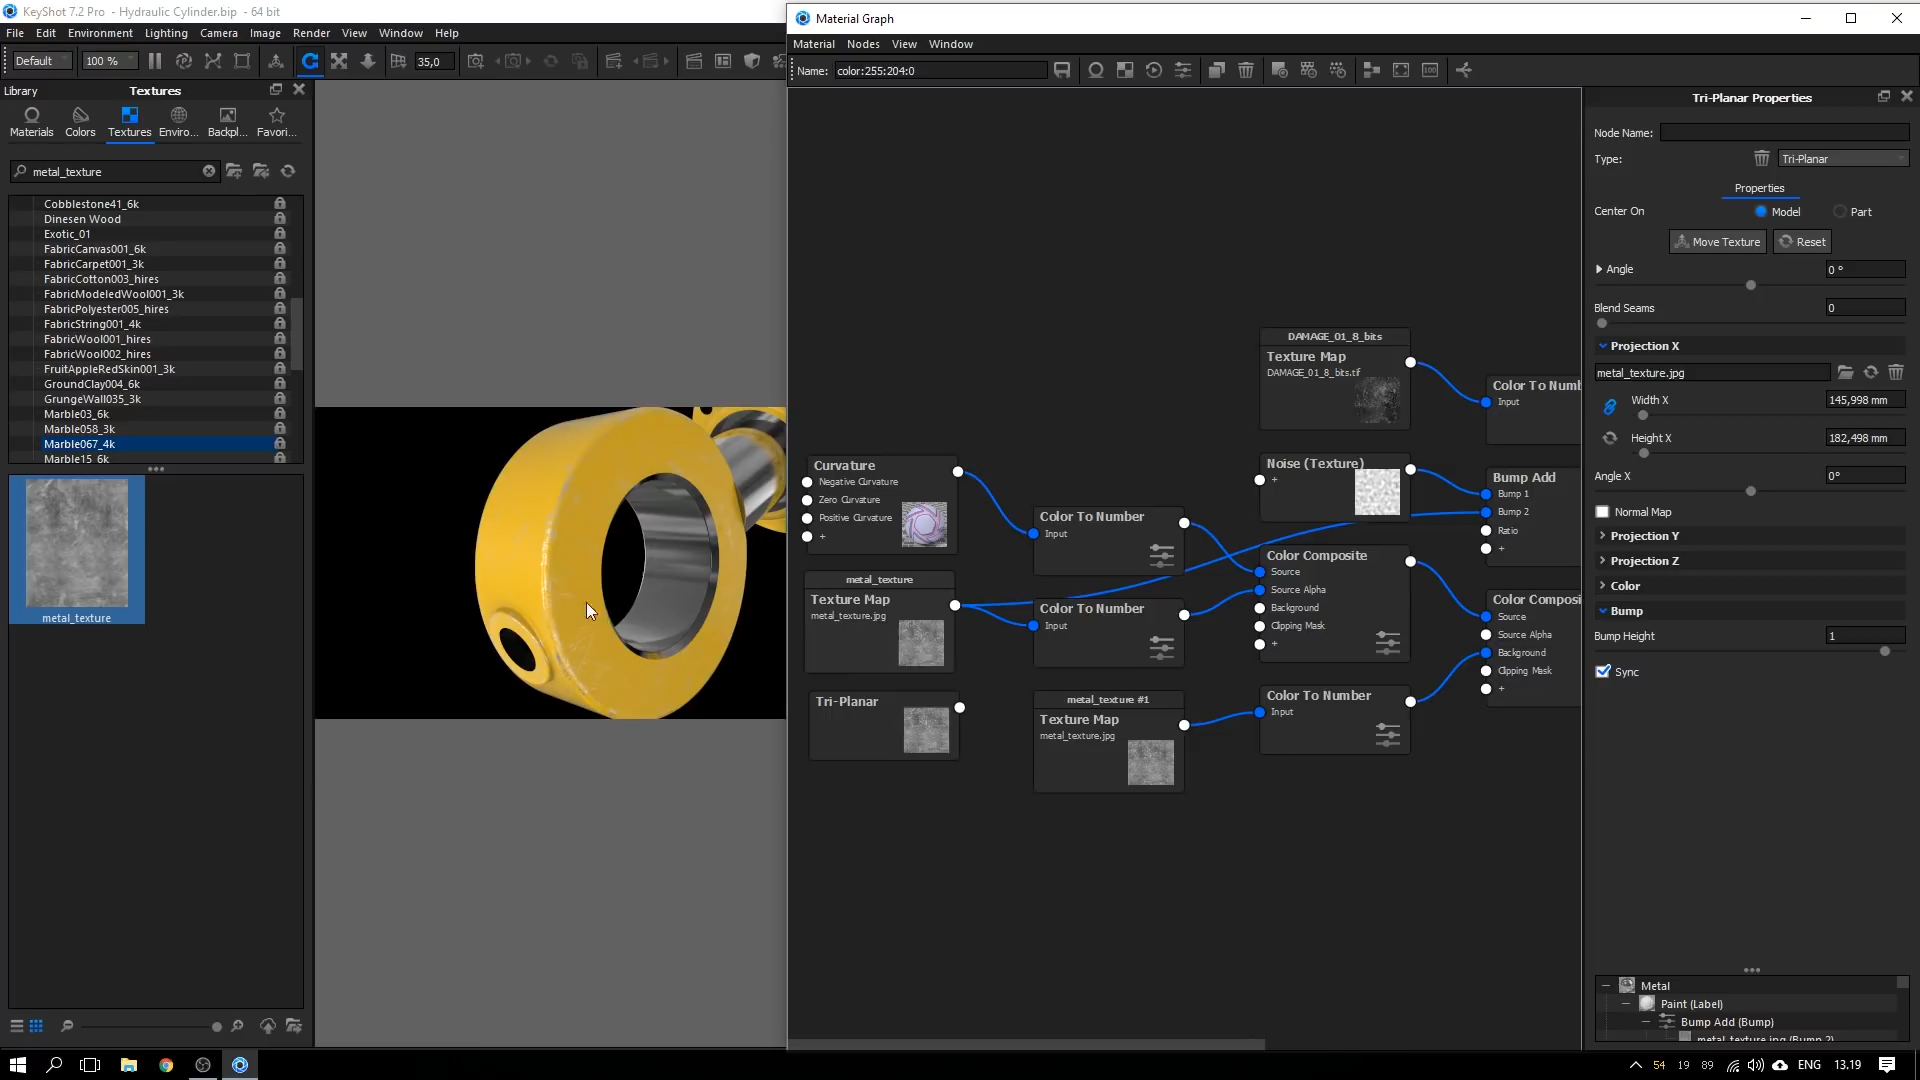 KeyShot 7.2 Pro - Hydraulic Cylinder.bip - 64 bit
File Edit Environment Lighting Camera Image Render View Window Help
Default 100 % 35,0
Library Textures
Materials Colors Textures Enviro... Backpl... Favori...
metal_texture
Cobblestone41_6k
Dinesen Wood
Exotic_01
FabricCanvas001_6k
FabricCarpet001_3k
FabricCotton003_hires
FabricModeledWool001_3k
FabricPolyester005_hires
FabricString001_4k
FabricWool001_hires
FabricWool002_hires
FruitAppleRedSkin001_3k
GroundClay004_6k
GrungeWall035_3k
Marble03_6k
Marble058_3k
Marble067_4k
Marble15_6k
metal_texture
Material Graph
Material Nodes View Window
Name: color:255:204:0
DAMAGE_01_8_bits
Texture Map
DAMAGE_01_8_bits.tif
Color To Numb
Input
Curvature
Negative Curvature
Zero Curvature
Positive Curvature
+
Noise (Texture)
+
Bump Add
Bump 1
Bump 2
Ratio
+
Color To Number
Input
metal_texture
Texture Map
metal_texture.jpg
Color To Number
Input
Color Composite
Source
Source Alpha
Background
Clipping Mask
+
Color Composi
Source
Source Alpha
Background
Clipping Mask
+
Tri-Planar
metal_texture #1
Texture Map
metal_texture.jpg
Color To Number
Input
Tri-Planar Properties
Node Name:
Type: Tri-Planar
Properties
Center On Model Part
Move Texture Reset
Angle 0 °
Blend Seams 0
Projection X
metal_texture.jpg
Width X 145,998 mm
Height X 182,498 mm
Angle X 0°
Normal Map
Projection Y
Projection Z
Color
Bump
Bump Height 1
Sync
Metal
Paint (Label)
Bump Add (Bump)
metal_texture.jpg (Bump 2)
54 19 89 ENG 13.19